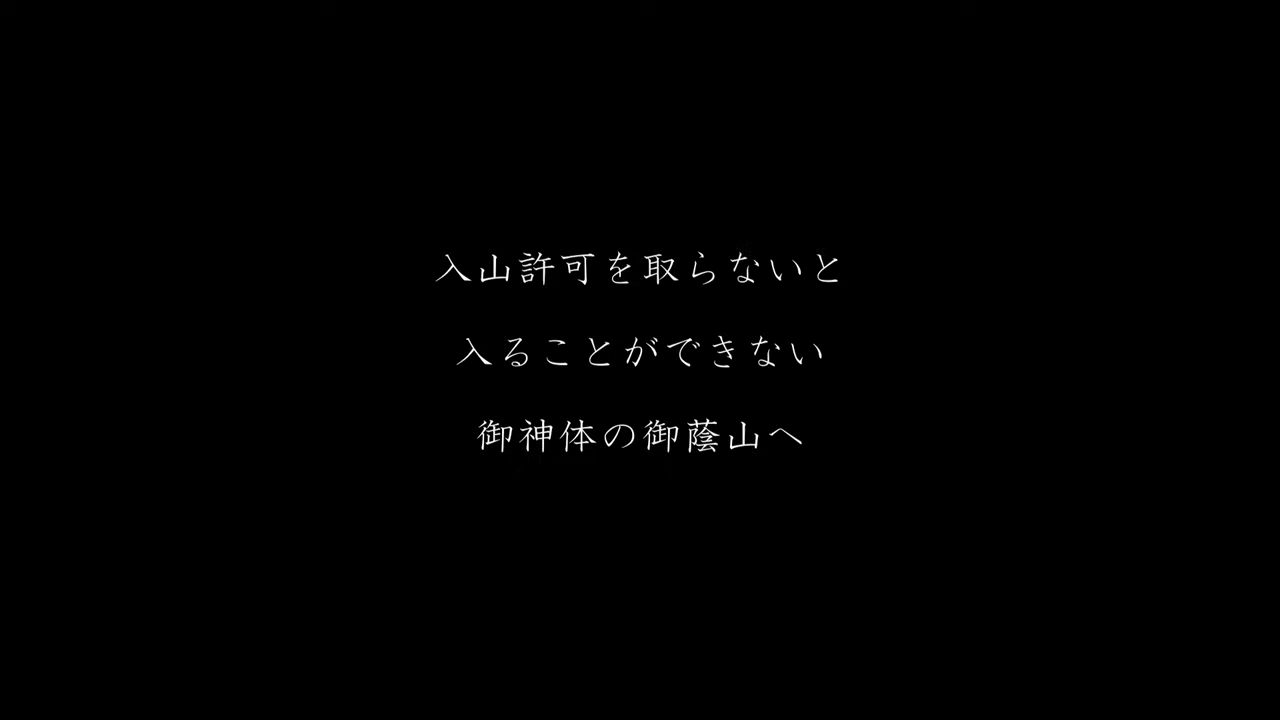 入山許可を取らないと
入ることができない
御神体の御蔭山へ